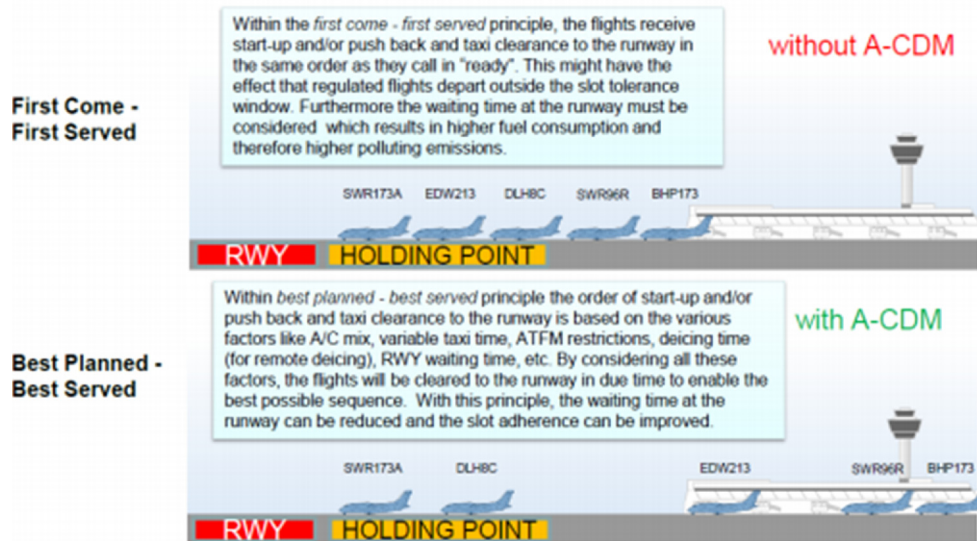 Within the first come - first served principle, the flights receive
start-up and/or push back and taxi clearance to the runway in
the same order as they call in "ready". This might have the
effect that regulated flights depart outside the slot tolerance
window. Furthermore the waiting time at the runway must be
considered which results in higher fuel consumption and
therefore higher polluting emissions.
without A-CDM
First Come -
First Served
SWR173A EDW213 DLH8C SWR96R BHP173
RWY HOLDING POINT
Within best planned - best served principle the order of start-up and/or
push back and taxi clearance to the runway is based on the various
factors like A/C mix, variable taxi time, ATFM restrictions, deicing time
(for remote deicing), RWY waiting time, etc. By considering all these
factors, the flights will be cleared to the runway in due time to enable the
best possible sequence. With this principle, the waiting time at the
runway can be reduced and the slot adherence can be improved.
with A-CDM
Best Planned -
Best Served
SWR173A DLH8C EDW213 SWR96R BHP173
RWY HOLDING POINT